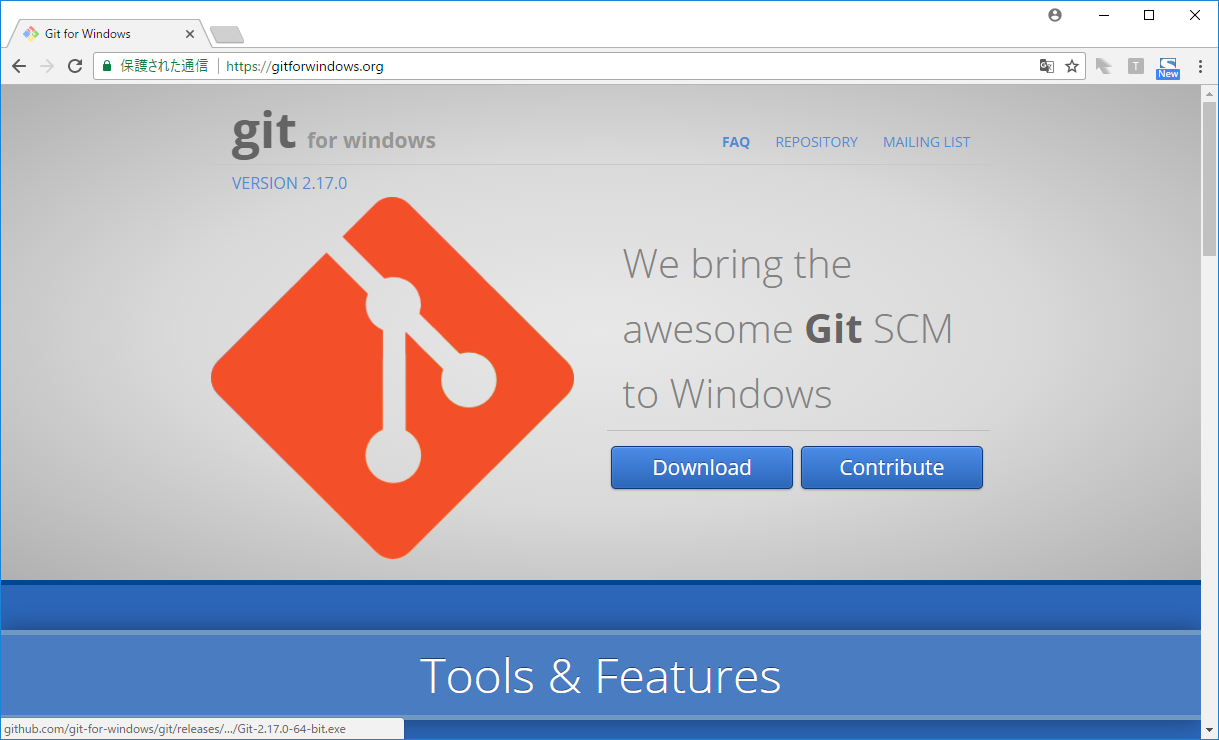 Git for Windows
保護された通信
https://gitforwindows.org
T
New
git for windows
FAQ REPOSITORY MAILING LIST
VERSION 2.17.0
We bring the
awesome Git SCM
to Windows
Download Contribute
Tools & Features
github.com/git-for-windows/git/releases/.../Git-2.17.0-64-bit.exe